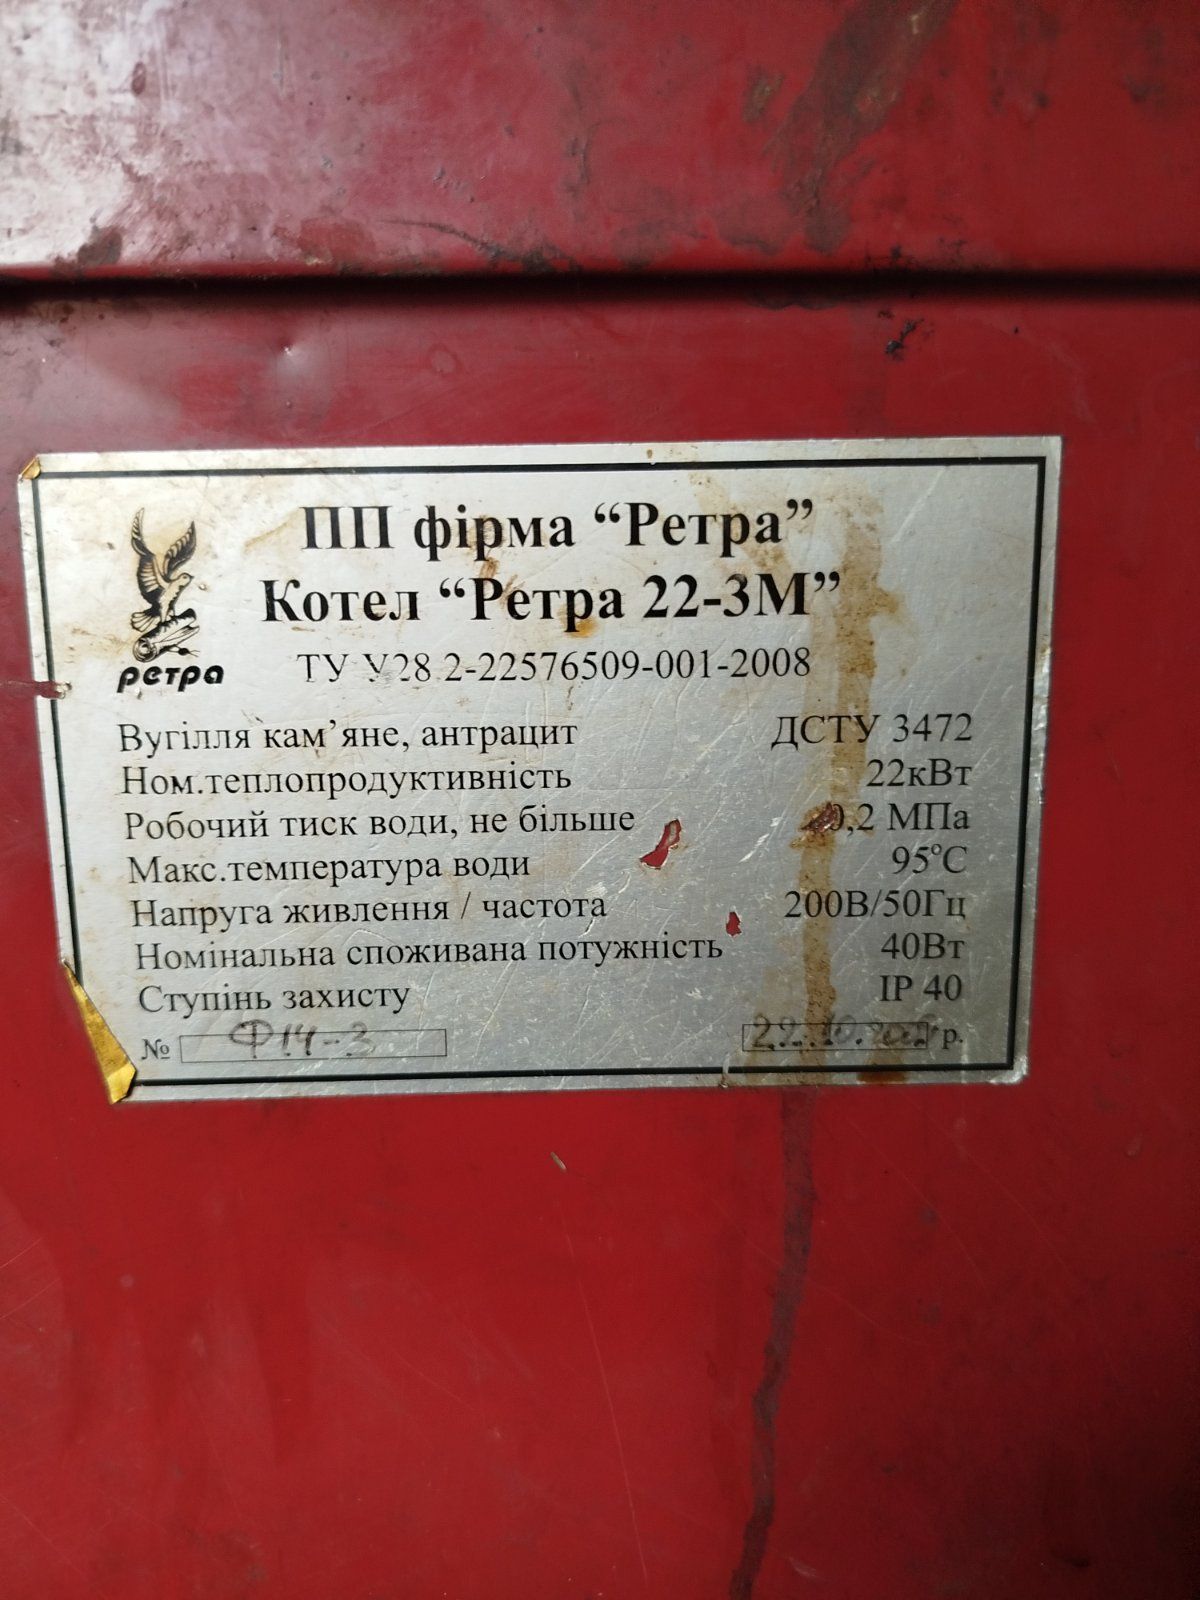 ПП фірма “Ретра”
Котел “Ретра 22-3М”
ретра
ТУ У28.2-22576509-001-2008
Вугілля кам’яне, антрацит ДСТУ 3472
Ном.теплопродуктивність 22кВт
Робочий тиск води, не більше 0,2 МПа
Макс.температура води 95°С
Напруга живлення / частота 200В/50Гц
Номінальна споживана потужність 40Вт
Ступінь захисту ІР 40
№ Ф14-3 р.